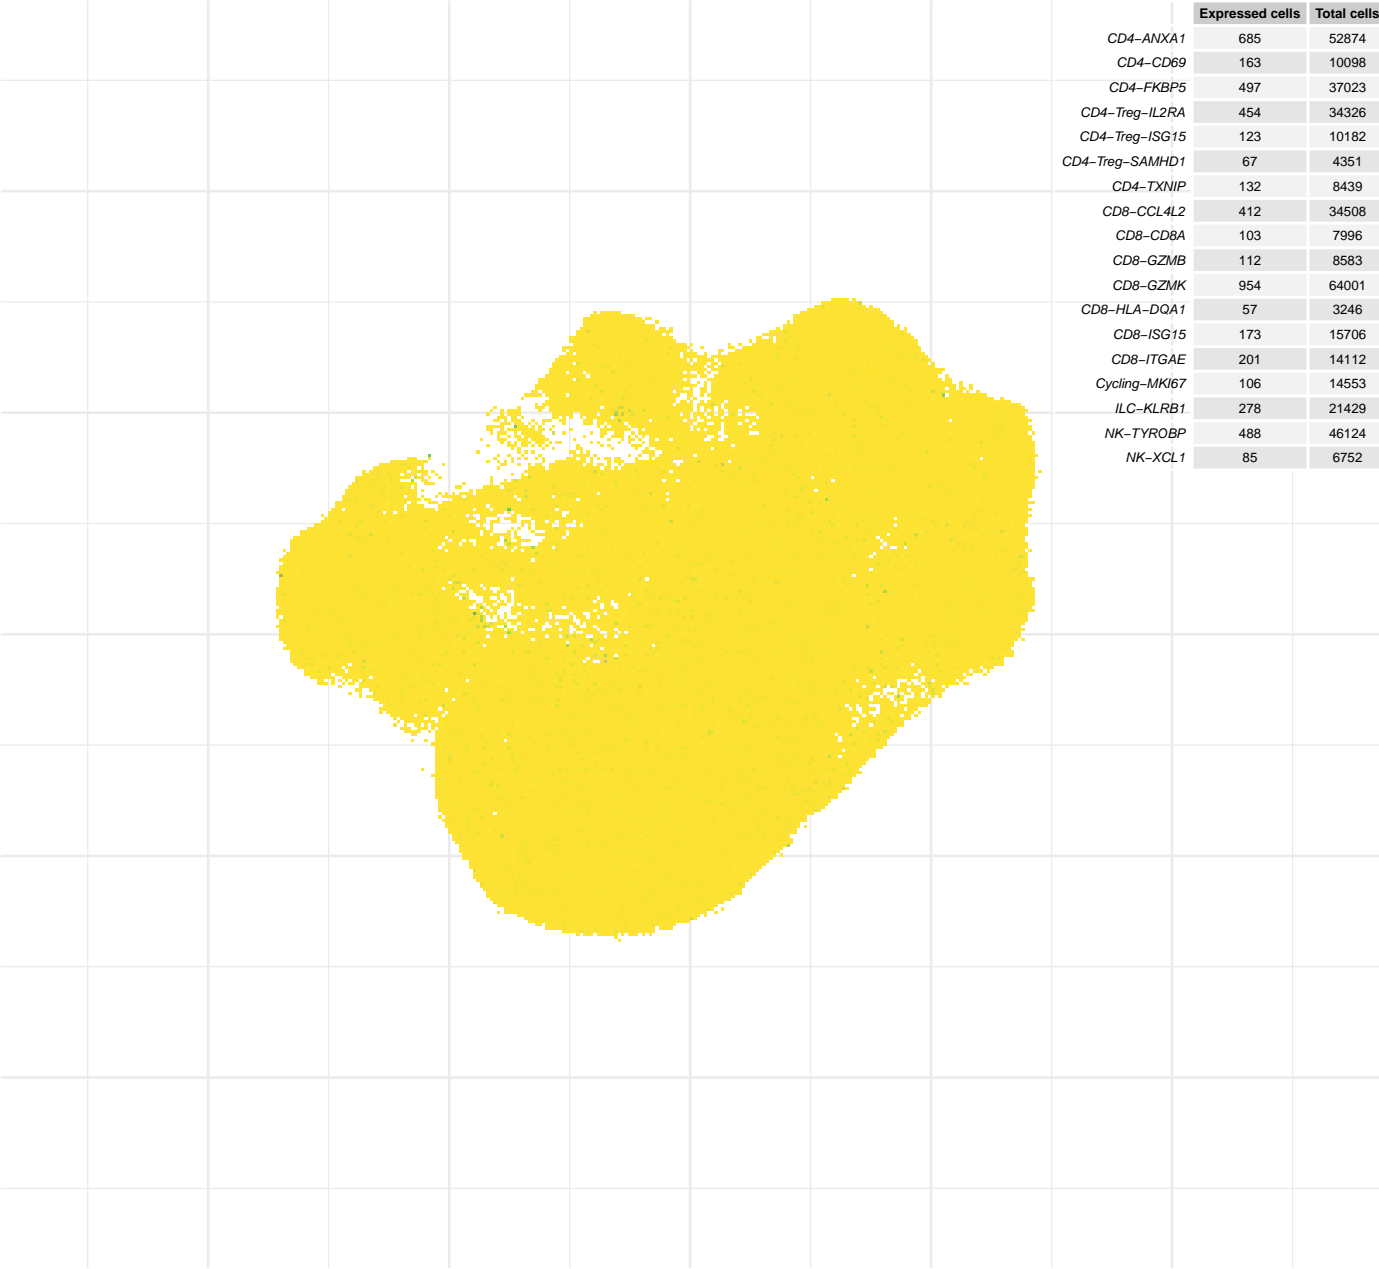 Expressed cells Total cells
CD4−ANXA1 685 52874
CD4−CD69 163 10098
CD4−FKBP5 497 37023
CD4−Treg−IL2RA 454 34326
CD4−Treg−ISG15 123 10182
CD4−Treg−SAMHD1 67 4351
CD4−TXNIP 132 8439
CD8−CCL4L2 412 34508
CD8−CD8A 103 7996
CD8−GZMB 112 8583
CD8−GZMK 954 64001
CD8−HLA−DQA1 57 3246
CD8−ISG15 173 15706
CD8−ITGAE 201 14112
Cycling−MKI67 106 14553
ILC−KLRB1 278 21429
NK−TYROBP 488 46124
NK−XCL1 85 6752